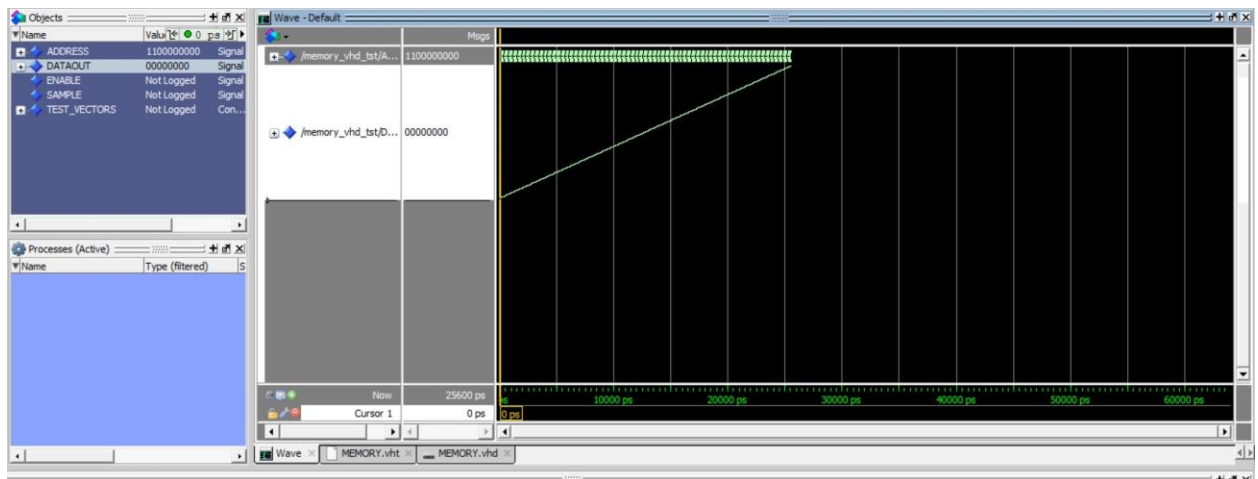 Objects
Name Valu 0 ps
ADDRESS 1100000000 Signal
DATAOUT 00000000 Signal
ENABLE Not Logged Signal
SAMPLE Not Logged Signal
TEST_VECTORS Not Logged Con...
Processes (Active)
Name Type (filtered) S
Wave - Default
Msgs
/memory_vhd_tst/A... 1100000000
/memory_vhd_tst/D... 00000000
Now 25600 ps
10000 ps 20000 ps 30000 ps 40000 ps 50000 ps 60000 ps
Cursor 1 0 ps 0 ps
Wave MEMORY.vht MEMORY.vhd